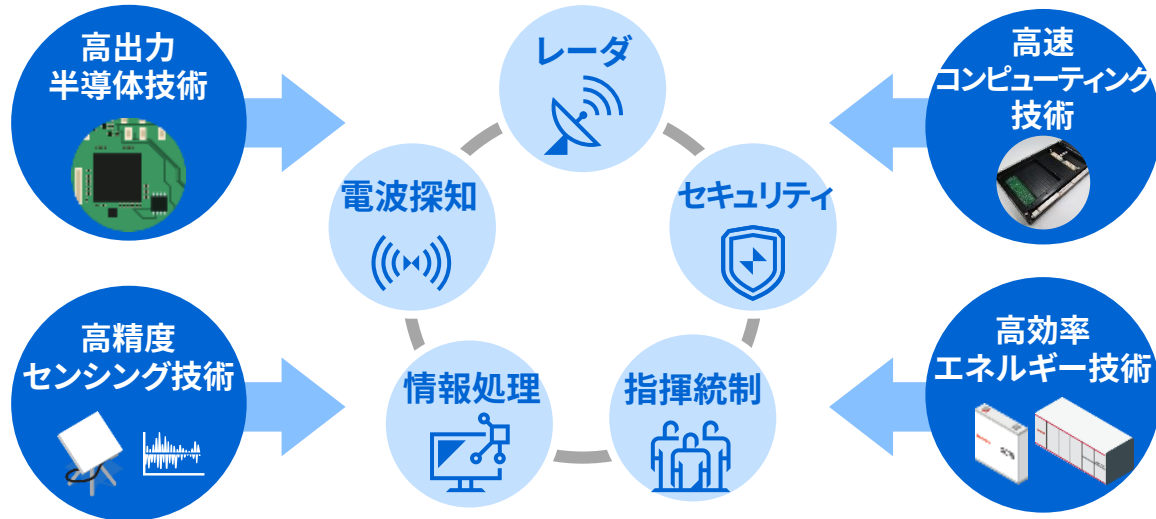 高出力
半導体技術
レーダ
高速
コンピューティング
技術
電波探知
セキュリティ
高精度
センシング技術
情報処理
指揮統制
高効率
エネルギー技術